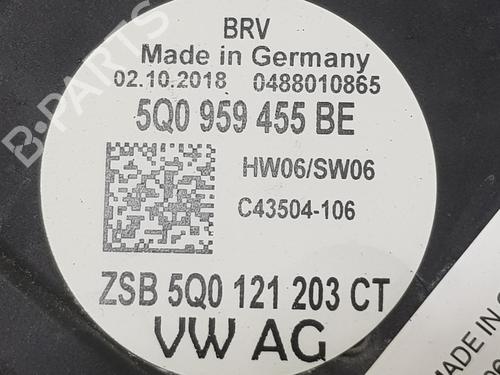 BRV
Made in Germany
02.10.2018 0488010865
5Q0 959 455 BE
HW06/SW06
C43504-106
ZSB 5Q0 121 203 CT
VW AG
B-PARTS
MADE IN